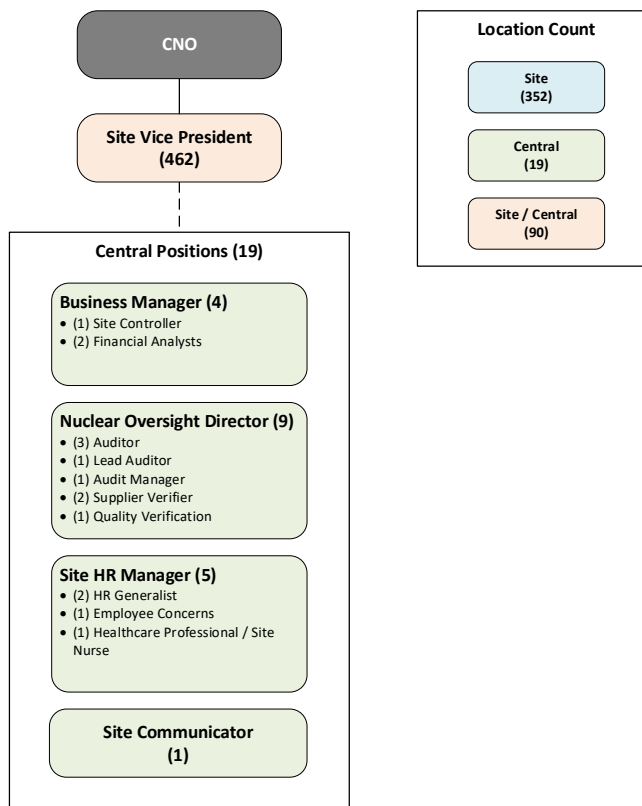 CNO
Site Vice President
(462)
Central Positions (19)
Business Manager (4)
• (1) Site Controller
• (2) Financial Analysts
Nuclear Oversight Director (9)
• (3) Auditor
• (1) Lead Auditor
• (1) Audit Manager
• (2) Supplier Verifier
• (1) Quality Verification
Site HR Manager (5)
• (2) HR Generalist
• (1) Employee Concerns
• (1) Healthcare Professional / Site
Nurse
Site Communicator
(1)
Location Count
Site
(352)
Central
(19)
Site / Central
(90)